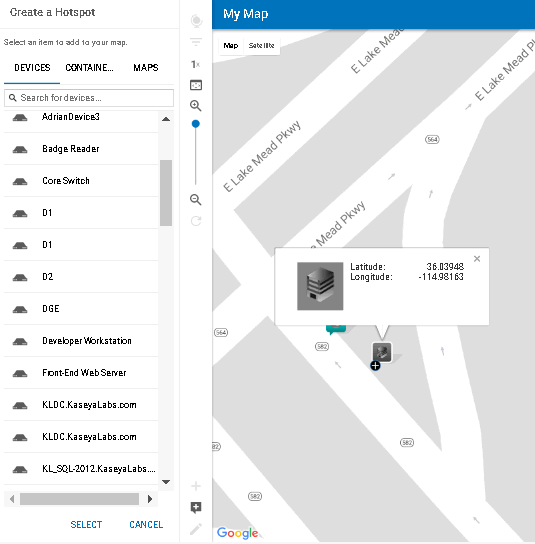 Create a Hotspot
Select an item to add to your map.
DEVICES CONTAINE... MAPS
Search for devices...
AdrianDevice3
Badge Reader
Core Switch
D1
D1
D2
DGE
Developer Workstation
Front-End Web Server
KLDC.KaseyaLabs.com
KLDC.KaseyaLabs.com
KL_SQL-2012.KaseyaLabs....
SELECT CANCEL
1x
My Map
Map Satellite
E Lake Mead
E Lake Mead P
564
E Lake Mead Pkwy
Mead Pkwy
Latitude: 36.03948
Longitude: -114.98163
564
582
582
82
582
Google